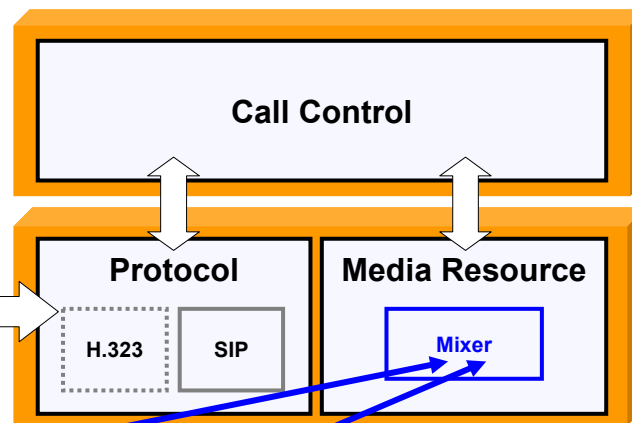 Call Control
Protocol
Media Resource
H.323
SIP
Mixer